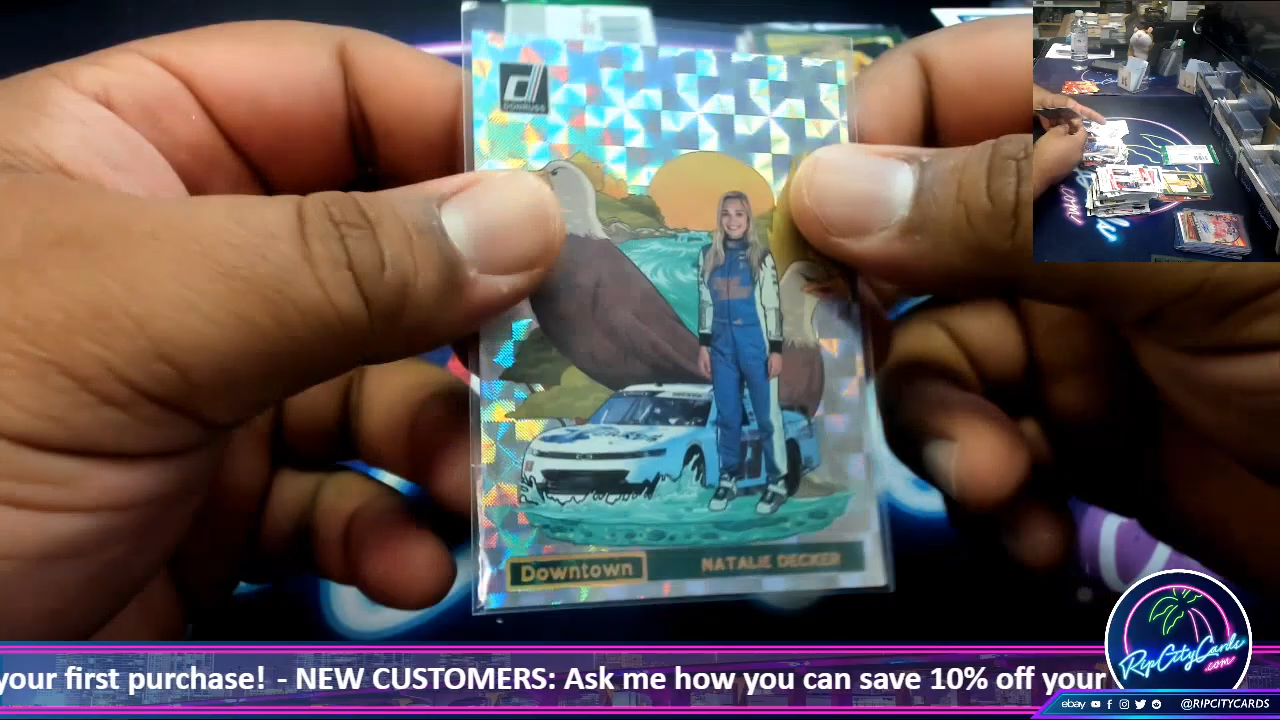 d
DONRUSS
Downtown
NATALIE DECKER
your first purchase! - NEW CUSTOMERS: Ask me how you can save 10% off your
RipCityCards
.com
ebay
@RIPCITYCARDS